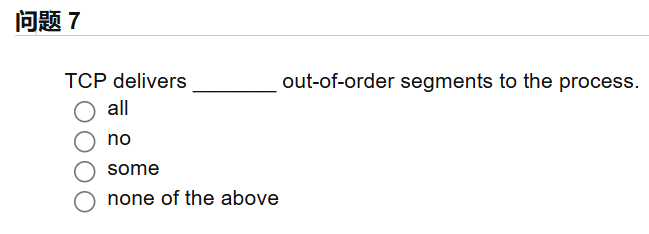 问题 7
TCP delivers ________ out-of-order segments to the process.
all
no
some
none of the above